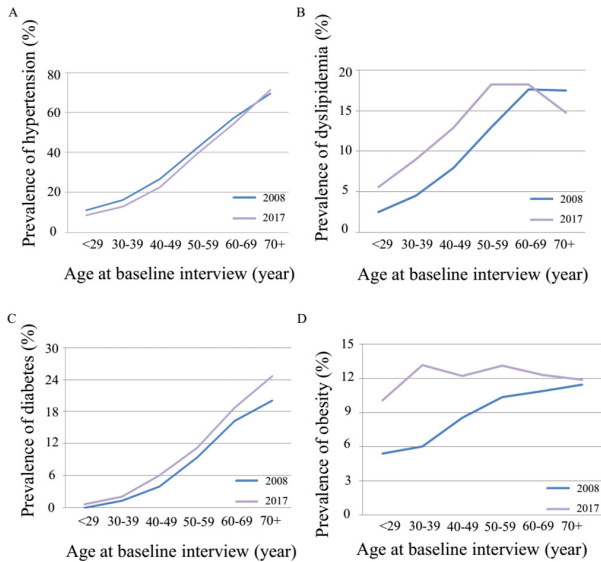 A
Prevalence of hypertension (%)
80
60
40
20
0
2008
2017
<29 30-39 40-49 50-59 60-69 70+
Age at baseline interview (year)
B
Prevalence of dyslipidemia (%)
20
15
10
5
0
2008
2017
<29 30-39 40-49 50-59 60-69 70+
Age at baseline interview (year)
C
Prevalence of diabetes (%)
30
24
18
12
6
0
2008
2017
<29 30-39 40-49 50-59 60-69 70+
Age at baseline interview (year)
D
Prevalence of obesity (%)
15
12
9
6
3
0
2008
2017
<29 30-39 40-49 50-59 60-69 70+
Age at baseline interview (year)